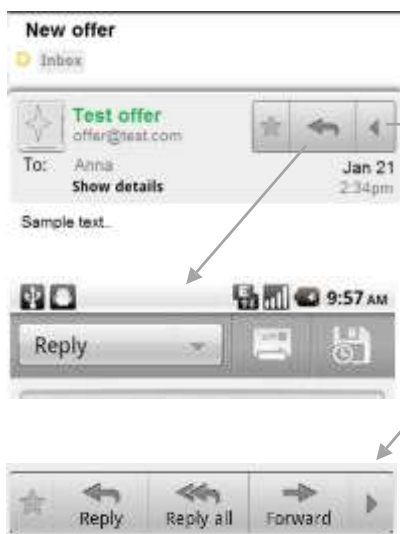 New offer
Inbox
Test offer
offer@test.com
To: Anna Jan 21
Show details 2:34pm
Sample text..
9:57 AM
Reply
Reply Reply all Forward